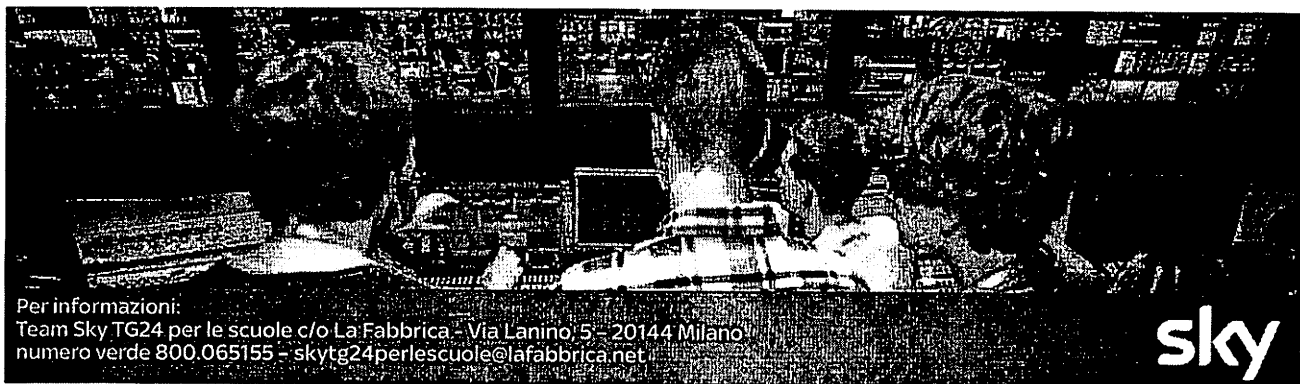 Per informazioni:
Team Sky TG24 per le scuole c/o La Fabbrica - Via Lanino, 5 - 20144 Milano
numero verde 800.065155 - skytg24perlescuole@lafabbrica.net
sky